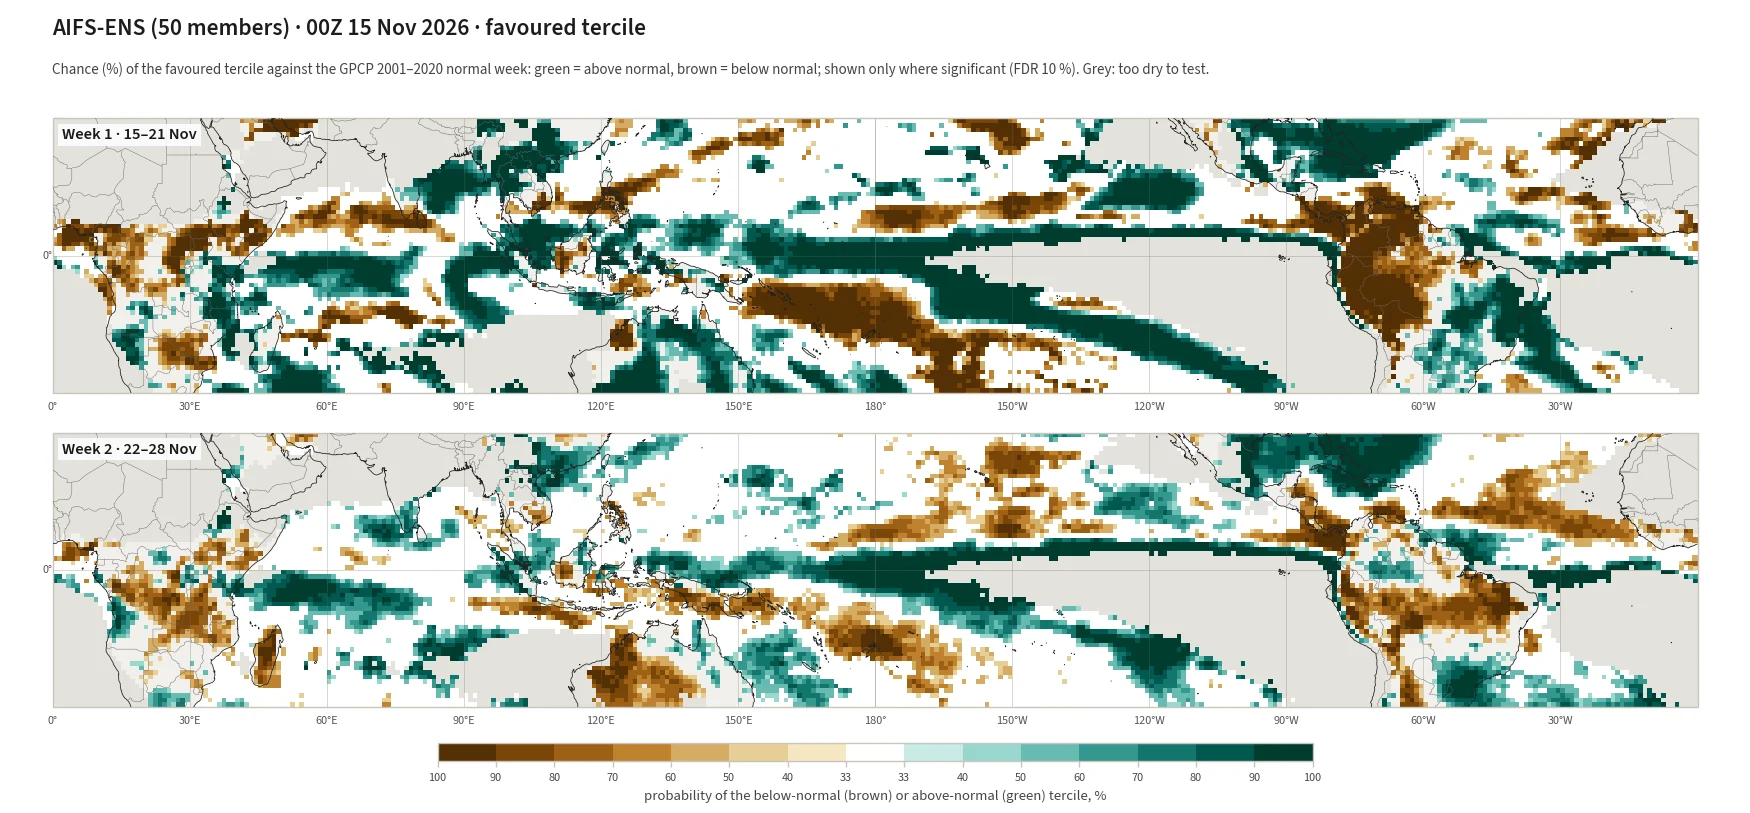 AIFS-ENS (50 members) · 00Z 15 Nov 2026 · favoured tercile
Chance (%) of the favoured tercile against the GPCP 2001–2020 normal week: green = above normal, brown = below normal; shown only where significant (FDR 10 %). Grey: too dry to test.
Week 1 · 15–21 Nov
0°
0° 30°E 60°E 90°E 120°E 150°E 180° 150°W 120°W 90°W 60°W 30°W
Week 2 · 22–28 Nov
0°
0° 30°E 60°E 90°E 120°E 150°E 180° 150°W 120°W 90°W 60°W 30°W
100 90 80 70 60 50 40 33 33 40 50 60 70 80 90 100
probability of the below-normal (brown) or above-normal (green) tercile, %